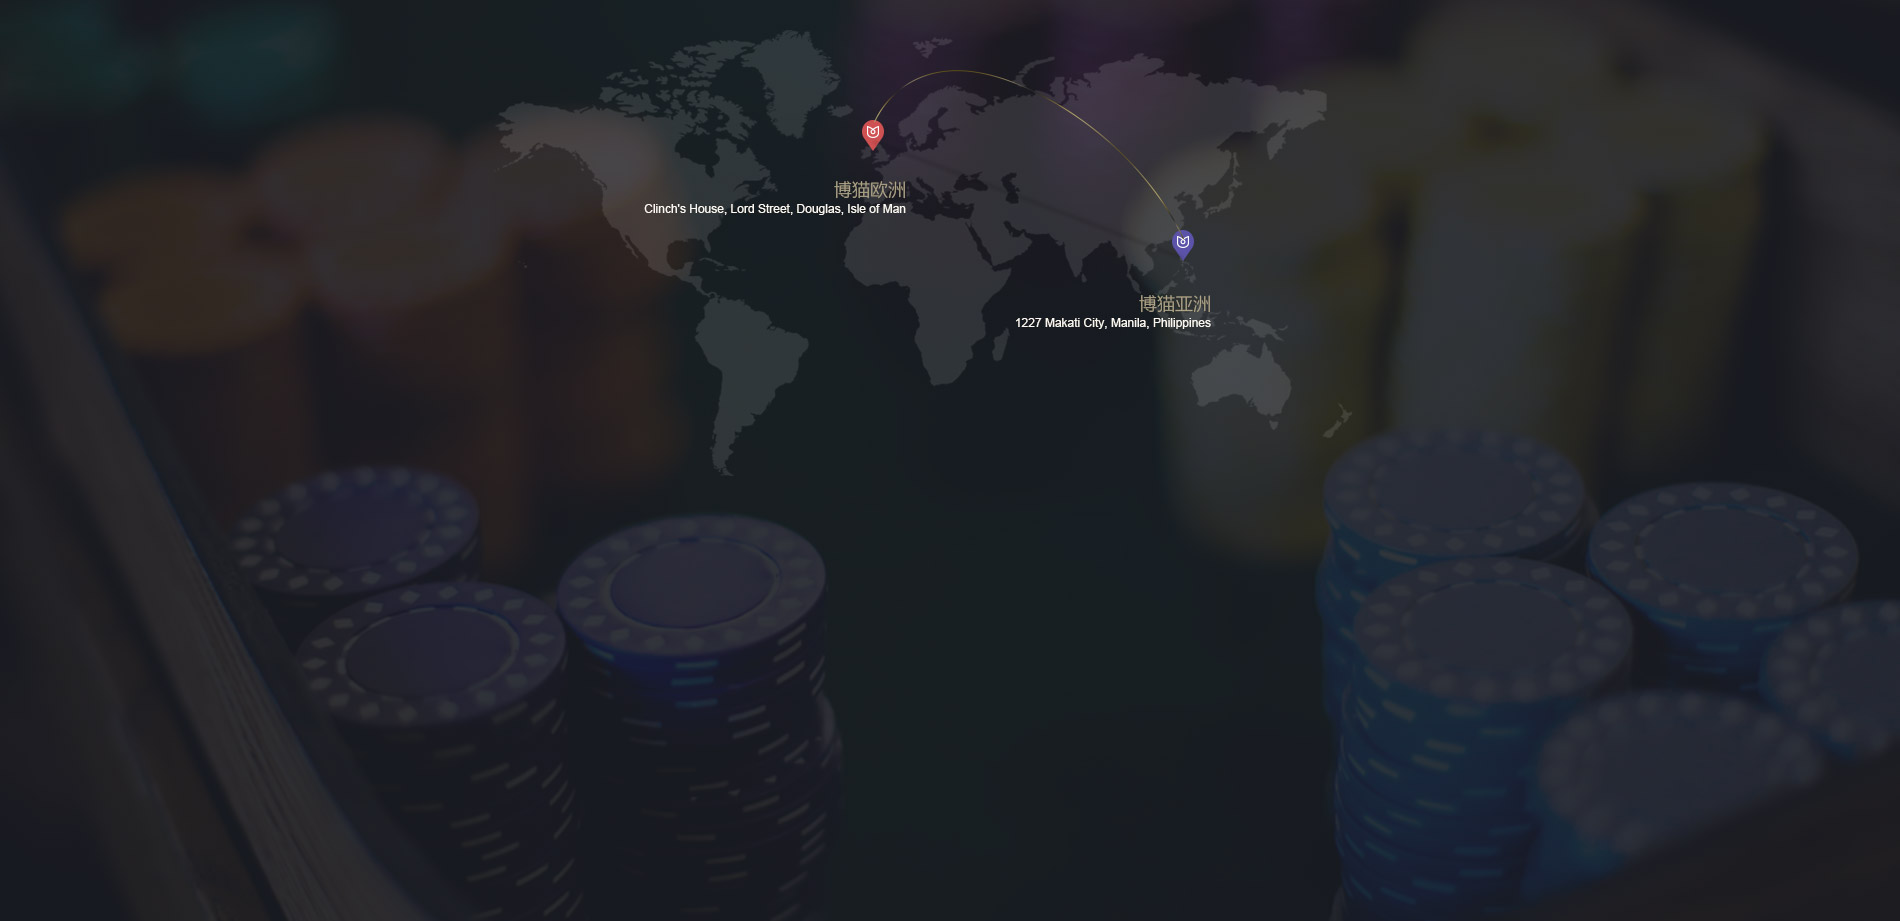 博猫欧洲
Clinch's House, Lord Street, Douglas, Isle of Man
博猫亚洲
1227 Makati City, Manila, Philippines